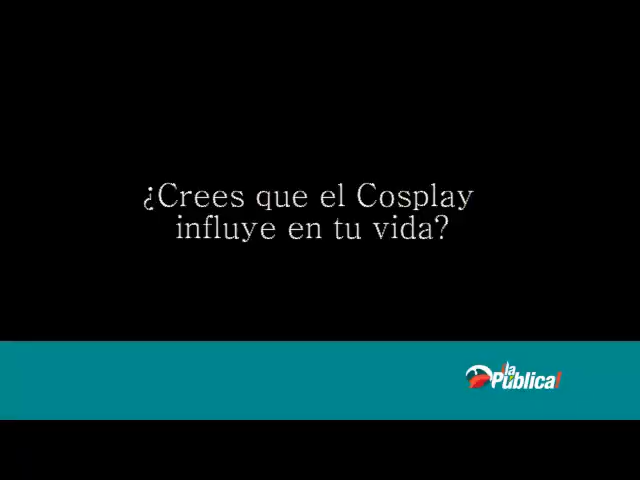 ¿Crees que el Cosplay
influye en tu vida?
la
Pública!